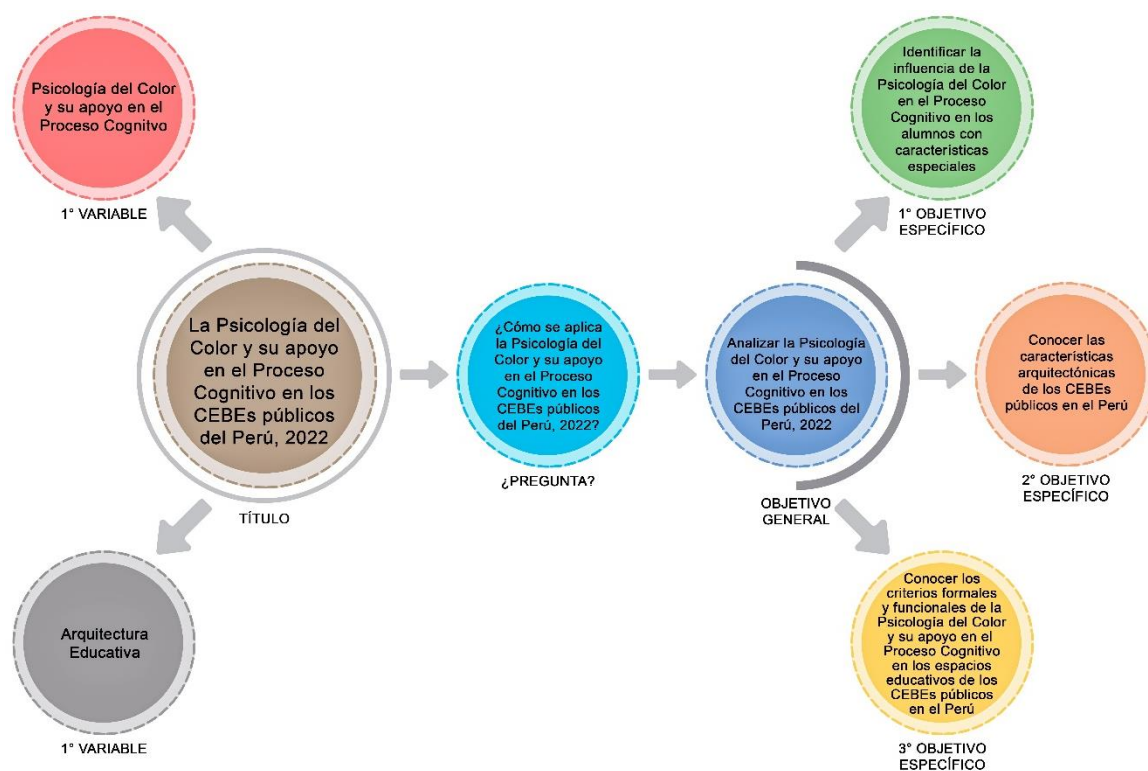 Psicología del Color
y su apoyo en el
Proceso Cognitvo
1° VARIABLE
La Psicología del
Color y su apoyo
en el Proceso
Cognitivo en los
CEBEs públicos
del Perú, 2022
TÍTULO
Arquitectura
Educativa
1° VARIABLE
¿Cómo se aplica
la Psicología del
Color y su apoyo
en el Proceso
Cognitivo en los
CEBEs públicos
del Perú, 2022?
¿PREGUNTA?
Analizar la Psicología
del Color y su apoyo
en el Proceso
Cognitivo en los
CEBEs públicos del
Perú, 2022
OBJETIVO
GENERAL
Identificar la
influencia de la
Psicología del Color
en el Proceso
Cognitivo en los
alumnos con
características
especiales
1° OBJETIVO
ESPECÍFICO
Conocer las
características
arquitectónicas
de los CEBEs
públicos en el Perú
2° OBJETIVO
ESPECÍFICO
Conocer los
criterios formales
y funcionales de la
Psicología del Color
y su apoyo en el
Proceso Cognitivo
en los espacios
educativos de los
CEBEs públicos
en el Perú
3° OBJETIVO
ESPECÍFICO